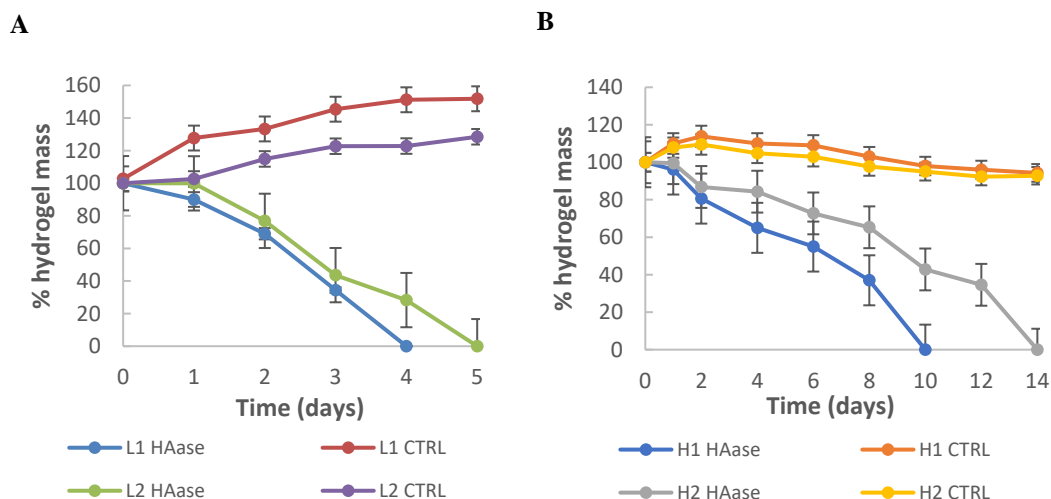 A
B
% hydrogel mass
160
140
120
100
80
60
40
20
0
0 1 2 3 4 5
Time (days)
L1 HAase L1 CTRL
L2 HAase L2 CTRL
% hydrogel mass
140
120
100
80
60
40
20
0
0 2 4 6 8 10 12 14
Time (days)
H1 HAase H1 CTRL
H2 HAase H2 CTRL